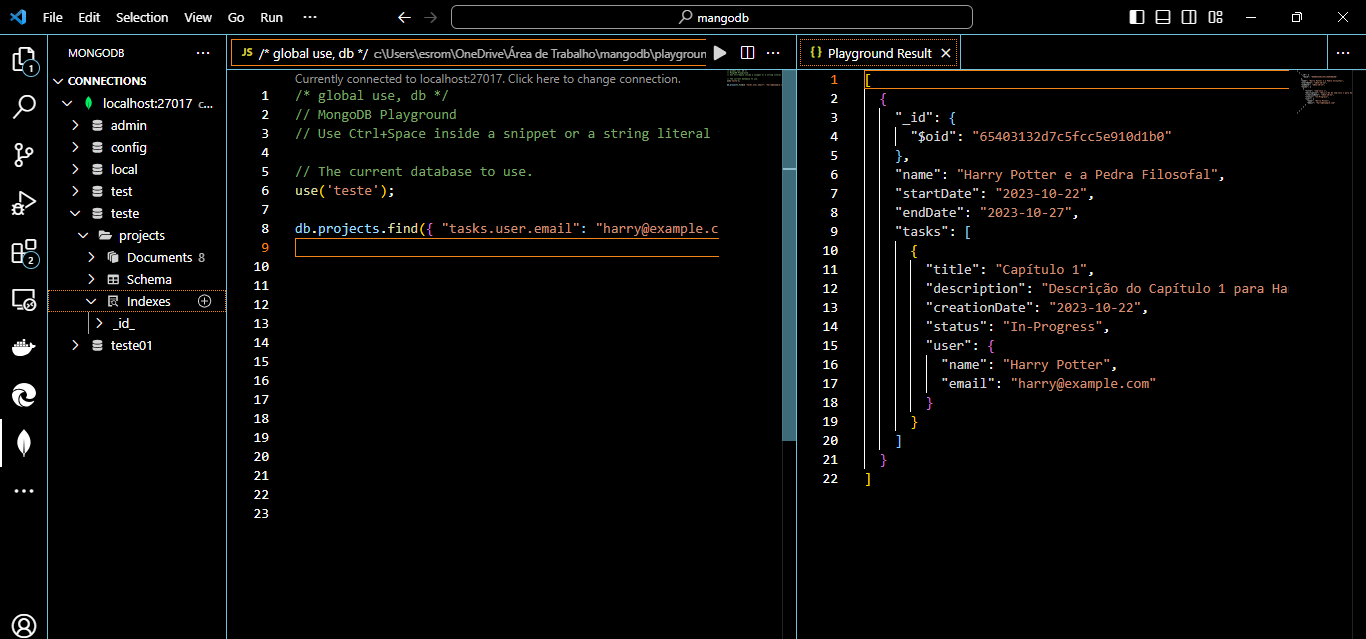 File Edit Selection View Go Run ··· mangodb
MONGODB ···
CONNECTIONS
localhost:27017 c...
admin
config
local
test
teste
projects
Documents 8
Schema
Indexes
_id_
teste01
1
2
JS /* global use, db */ c:\Users\esrom\OneDrive\Área de Trabalho\mangodb\playgroun
···
Currently connected to localhost:27017. Click here to change connection.
1 /* global use, db */
2 // MongoDB Playground
3 // Use Ctrl+Space inside a snippet or a string literal
4
5 // The current database to use.
6 use('teste');
7
8 db.projects.find({ "tasks.user.email": "harry@example.c
9
10
11
12
13
14
15
16
17
18
19
20
21
22
23
{} Playground Result
···
1 [
2 {
3 "_id": {
4 "$oid": "65403132d7c5fcc5e910d1b0"
5 },
6 "name": "Harry Potter e a Pedra Filosofal",
7 "startDate": "2023-10-22",
8 "endDate": "2023-10-27",
9 "tasks": [
10 {
11 "title": "Capítulo 1",
12 "description": "Descrição do Capítulo 1 para Ha
13 "creationDate": "2023-10-22",
14 "status": "In-Progress",
15 "user": {
16 "name": "Harry Potter",
17 "email": "harry@example.com"
18 }
19 }
20 ]
21 }
22 ]